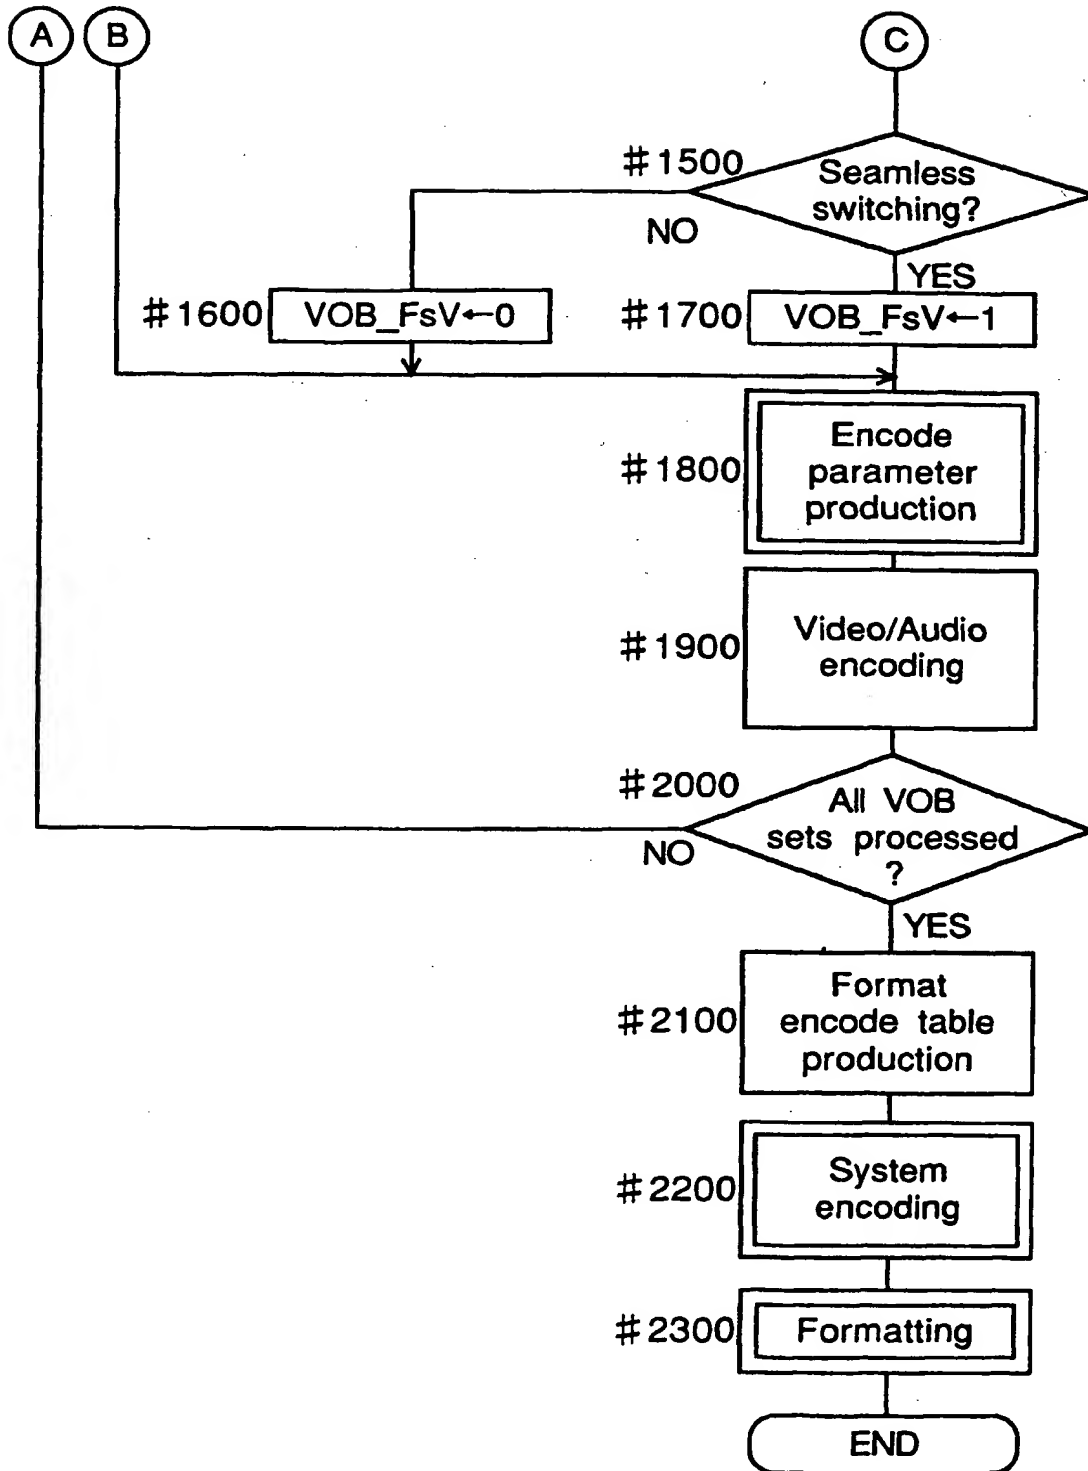 A
B
C
#1500
Seamless
switching?
NO
YES
#1600
VOB_FsV←0
#1700
VOB_FsV←1
#1800
Encode
parameter
production
#1900
Video/Audio
encoding
#2000
All VOB
sets processed
?
NO
YES
#2100
Format
encode table
production
#2200
System
encoding
#2300
Formatting
END